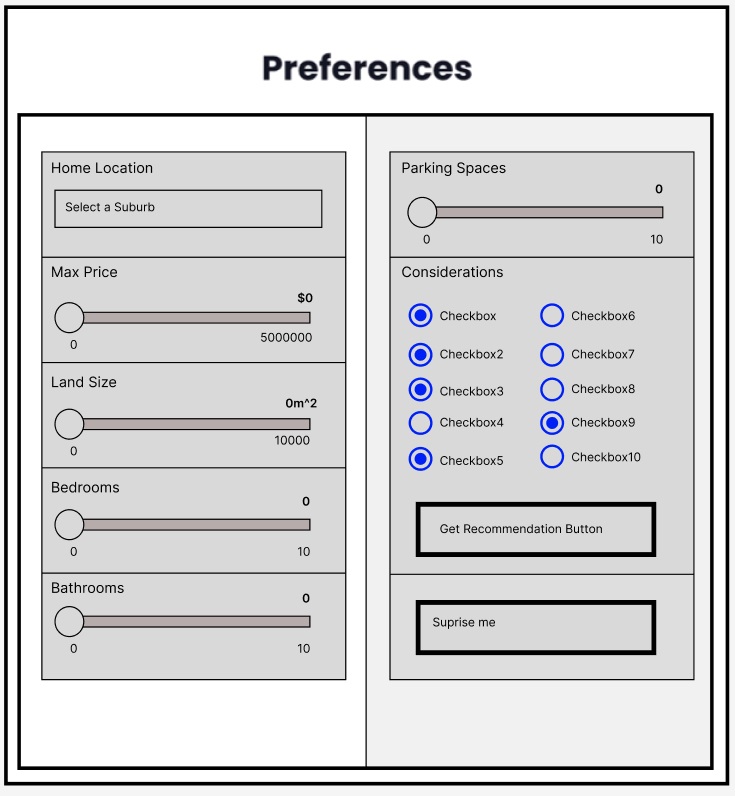 Preferences
Home Location
Select a Suburb
Max Price
$0
0
5000000
Land Size
0m^2
0
10000
Bedrooms
0
0
10
Bathrooms
0
0
10
Parking Spaces
0
0
10
Considerations
Checkbox
Checkbox6
Checkbox2
Checkbox7
Checkbox3
Checkbox8
Checkbox4
Checkbox9
Checkbox5
Checkbox10
Get Recommendation Button
Suprise me